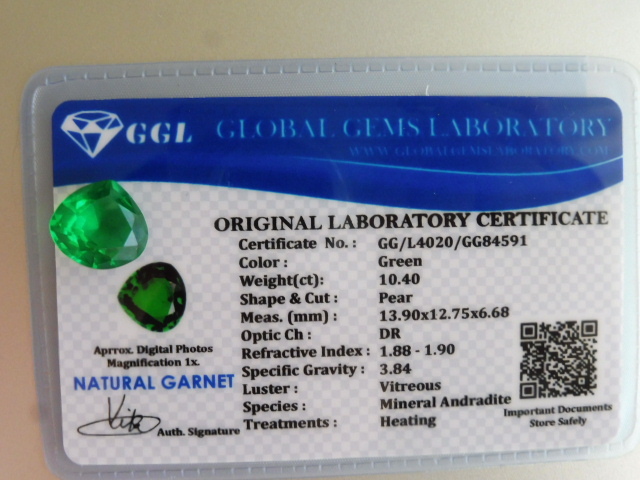 GGL GLOBAL GEMS LABORATORY
WWW.GLOBALGEMSLABORATORY.COM
ORIGINAL LABORATORY CERTIFICATE
Certificate No. : GG/L4020/GG84591
Color : Green
Weight(ct) : 10.40
Shape & Cut : Pear
Meas. (mm) : 13.90x12.75x6.68
Optic Ch : DR
Refractive Index : 1.88 - 1.90
Specific Gravity : 3.84
Luster : Vitreous
Species : Mineral Andradite
Treatments : Heating
Aprrox. Digital Photos
Magnification 1x.
NATURAL GARNET
Auth. Signature
Important Documents
Store Safely